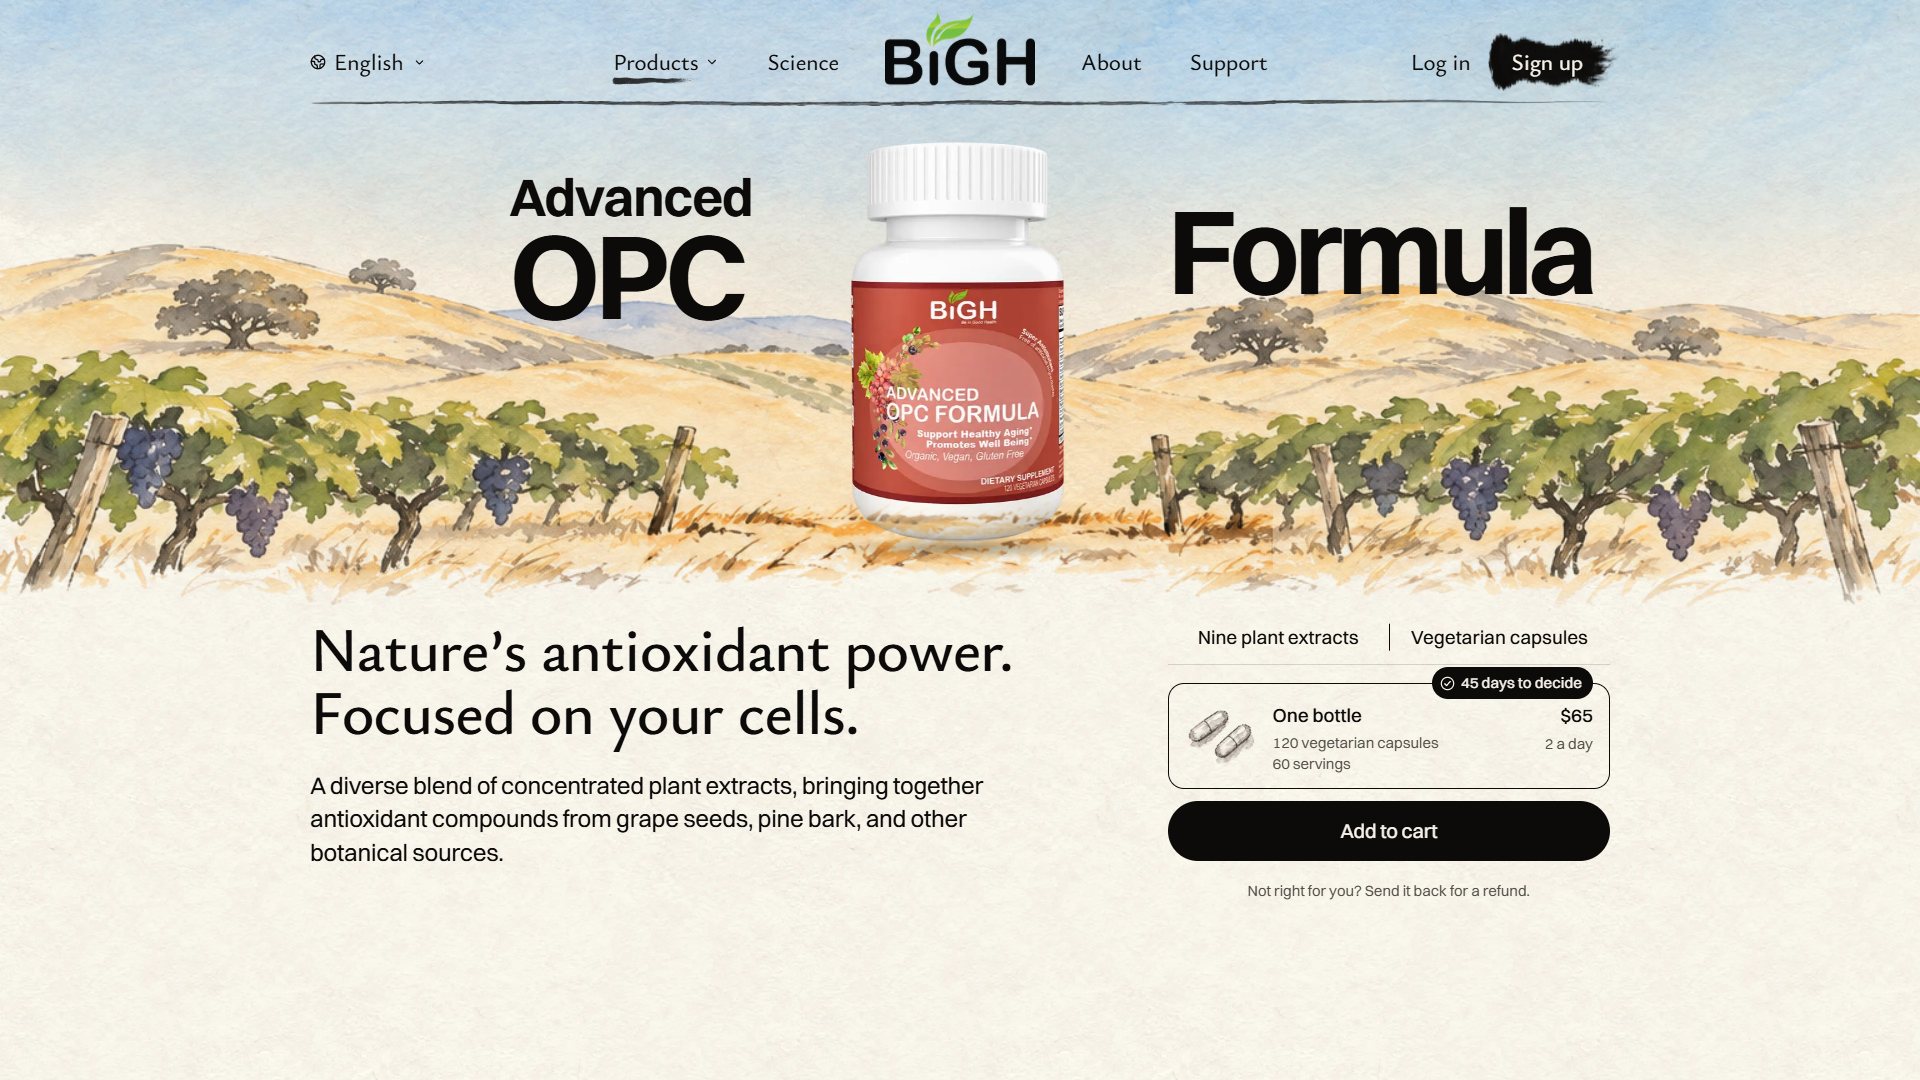 English
Products
Science
BiGH
About
Support
Log in
Sign up
Advanced
OPC
Formula
BiGH
ADVANCED
OPC FORMULA
Support Healthy Aging*
Promotes Well Being*
Organic, Vegan, Gluten Free
DIETARY SUPPLEMENT
120 VEGETARIAN CAPSULES
Nature’s antioxidant power.
Focused on your cells.
A diverse blend of concentrated plant extracts, bringing together
antioxidant compounds from grape seeds, pine bark, and other
botanical sources.
Nine plant extracts
Vegetarian capsules
45 days to decide
One bottle
$65
120 vegetarian capsules
2 a day
60 servings
Add to cart
Not right for you? Send it back for a refund.